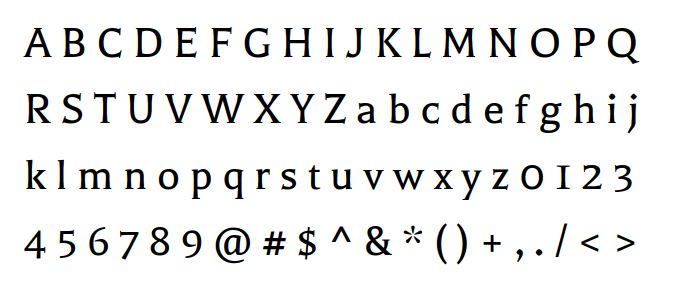 A B C D E F G H I J K L M N O P Q
R S T U V W X Y Z a b c d e f g h i j
k l m n o p q r s t u v w x y z 0 1 2 3
4 5 6 7 8 9 @ # $ ^ & * ( ) + , . / < >